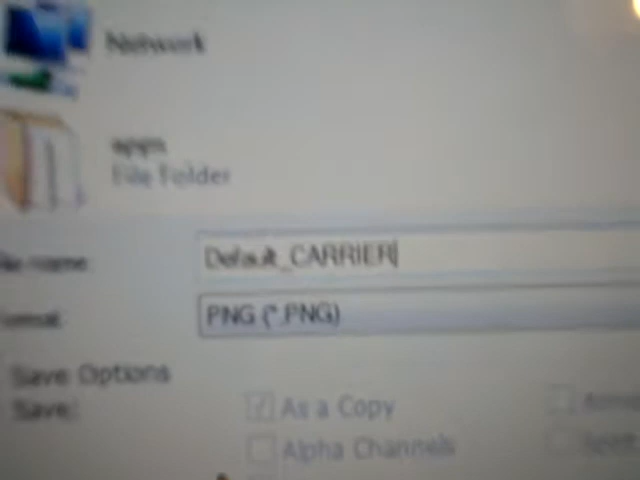 Network
apps
File Folder
File name:
Default_CARRIER
Format:
PNG (*.PNG)
Save Options
Save:
As a Copy
Alpha Channels